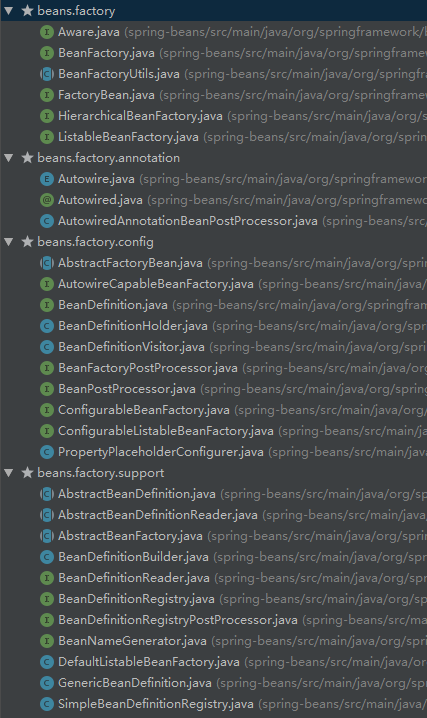 beans.factory
Aware.java (spring-beans/src/main/java/org/springframework/b
BeanFactory.java (spring-beans/src/main/java/org/springfram
BeanFactoryUtils.java (spring-beans/src/main/java/org/springfr
FactoryBean.java (spring-beans/src/main/java/org/springframew
HierarchicalBeanFactory.java (spring-beans/src/main/java/org/s
ListableBeanFactory.java (spring-beans/src/main/java/org/spring
beans.factory.annotation
Autowire.java (spring-beans/src/main/java/org/springframework
Autowired.java (spring-beans/src/main/java/org/springframewor
AutowiredAnnotationBeanPostProcessor.java (spring-beans/src/
beans.factory.config
AbstractFactoryBean.java (spring-beans/src/main/java/org/sprin
AutowireCapableBeanFactory.java (spring-beans/src/main/java/
BeanDefinition.java (spring-beans/src/main/java/org/springfram
BeanDefinitionHolder.java (spring-beans/src/main/java/org/spri
BeanDefinitionVisitor.java (spring-beans/src/main/java/org/sprin
BeanFactoryPostProcessor.java (spring-beans/src/main/java/org
BeanPostProcessor.java (spring-beans/src/main/java/org/spring
ConfigurableBeanFactory.java (spring-beans/src/main/java/org/
ConfigurableListableBeanFactory.java (spring-beans/src/main/ja
PropertyPlaceholderConfigurer.java (spring-beans/src/main/jav
beans.factory.support
AbstractBeanDefinition.java (spring-beans/src/main/java/org/s
AbstractBeanDefinitionReader.java (spring-beans/src/main/java,
AbstractBeanFactory.java (spring-beans/src/main/java/org/spri
BeanDefinitionBuilder.java (spring-beans/src/main/java/org/spri
BeanDefinitionReader.java (spring-beans/src/main/java/org/spri
BeanDefinitionRegistry.java (spring-beans/src/main/java/org/sp
BeanDefinitionRegistryPostProcessor.java (spring-beans/src/ma
BeanNameGenerator.java (spring-beans/src/main/java/org/spri
DefaultListableBeanFactory.java (spring-beans/src/main/java/or
GenericBeanDefinition.java (spring-beans/src/main/java/org/sp
SimpleBeanDefinitionRegistry.java (spring-beans/src/main/java/